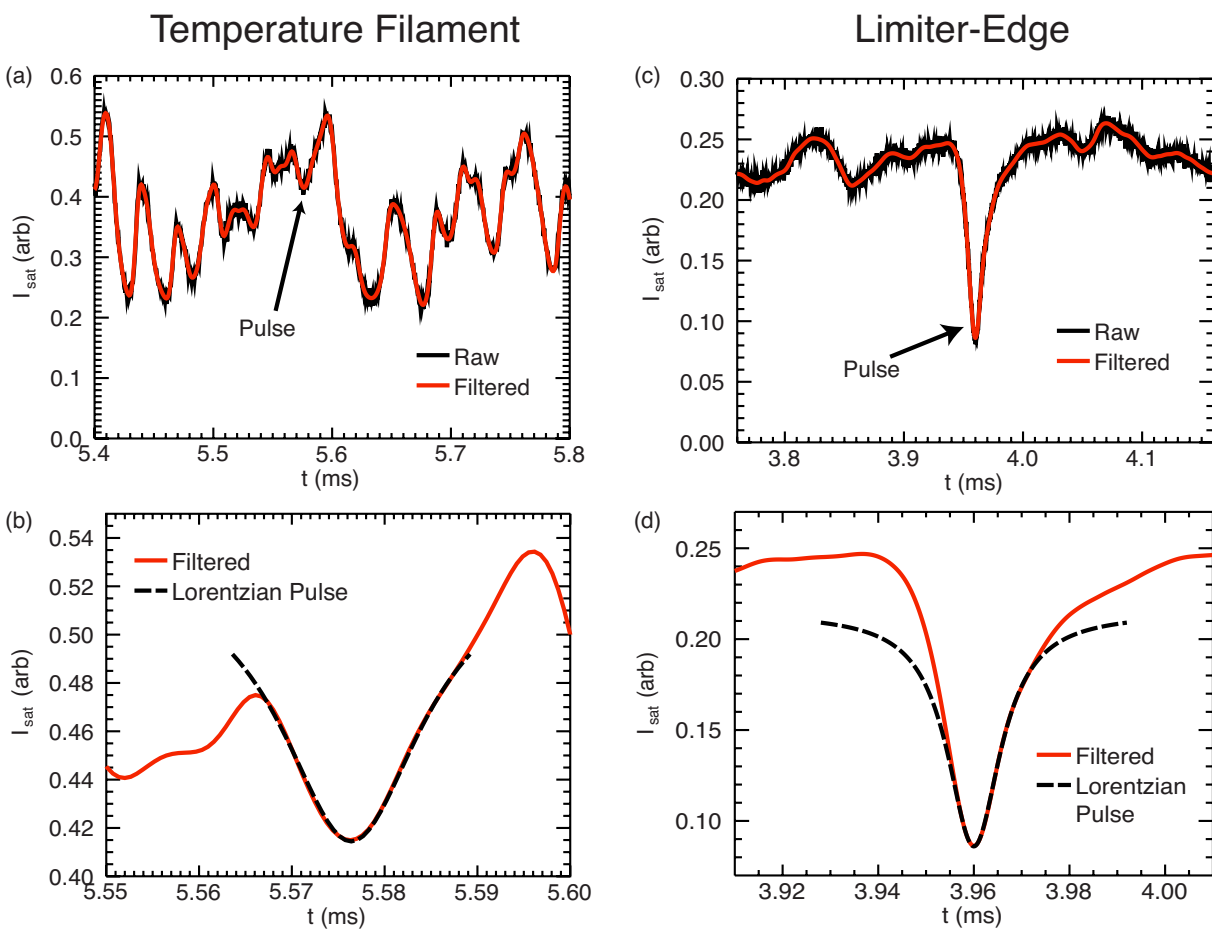 Temperature Filament
Limiter-Edge
(a)
0.6
0.5
0.4
0.3
0.2
0.1
0.0
I sat (arb)
Pulse
Raw
Filtered
5.4
5.5
5.6
5.7
5.8
t (ms)
(c)
0.30
0.25
0.20
0.15
0.10
0.05
0.00
I sat (arb)
Pulse
Raw
Filtered
3.8
3.9
4.0
4.1
t (ms)
(b)
0.54
0.52
0.50
0.48
0.46
0.44
0.42
0.40
I sat (arb)
Filtered
Lorentzian Pulse
5.55
5.56
5.57
5.58
5.59
5.60
t (ms)
(d)
0.25
0.20
0.15
0.10
I sat (arb)
Filtered
Lorentzian
Pulse
3.92
3.94
3.96
3.98
4.00
t (ms)